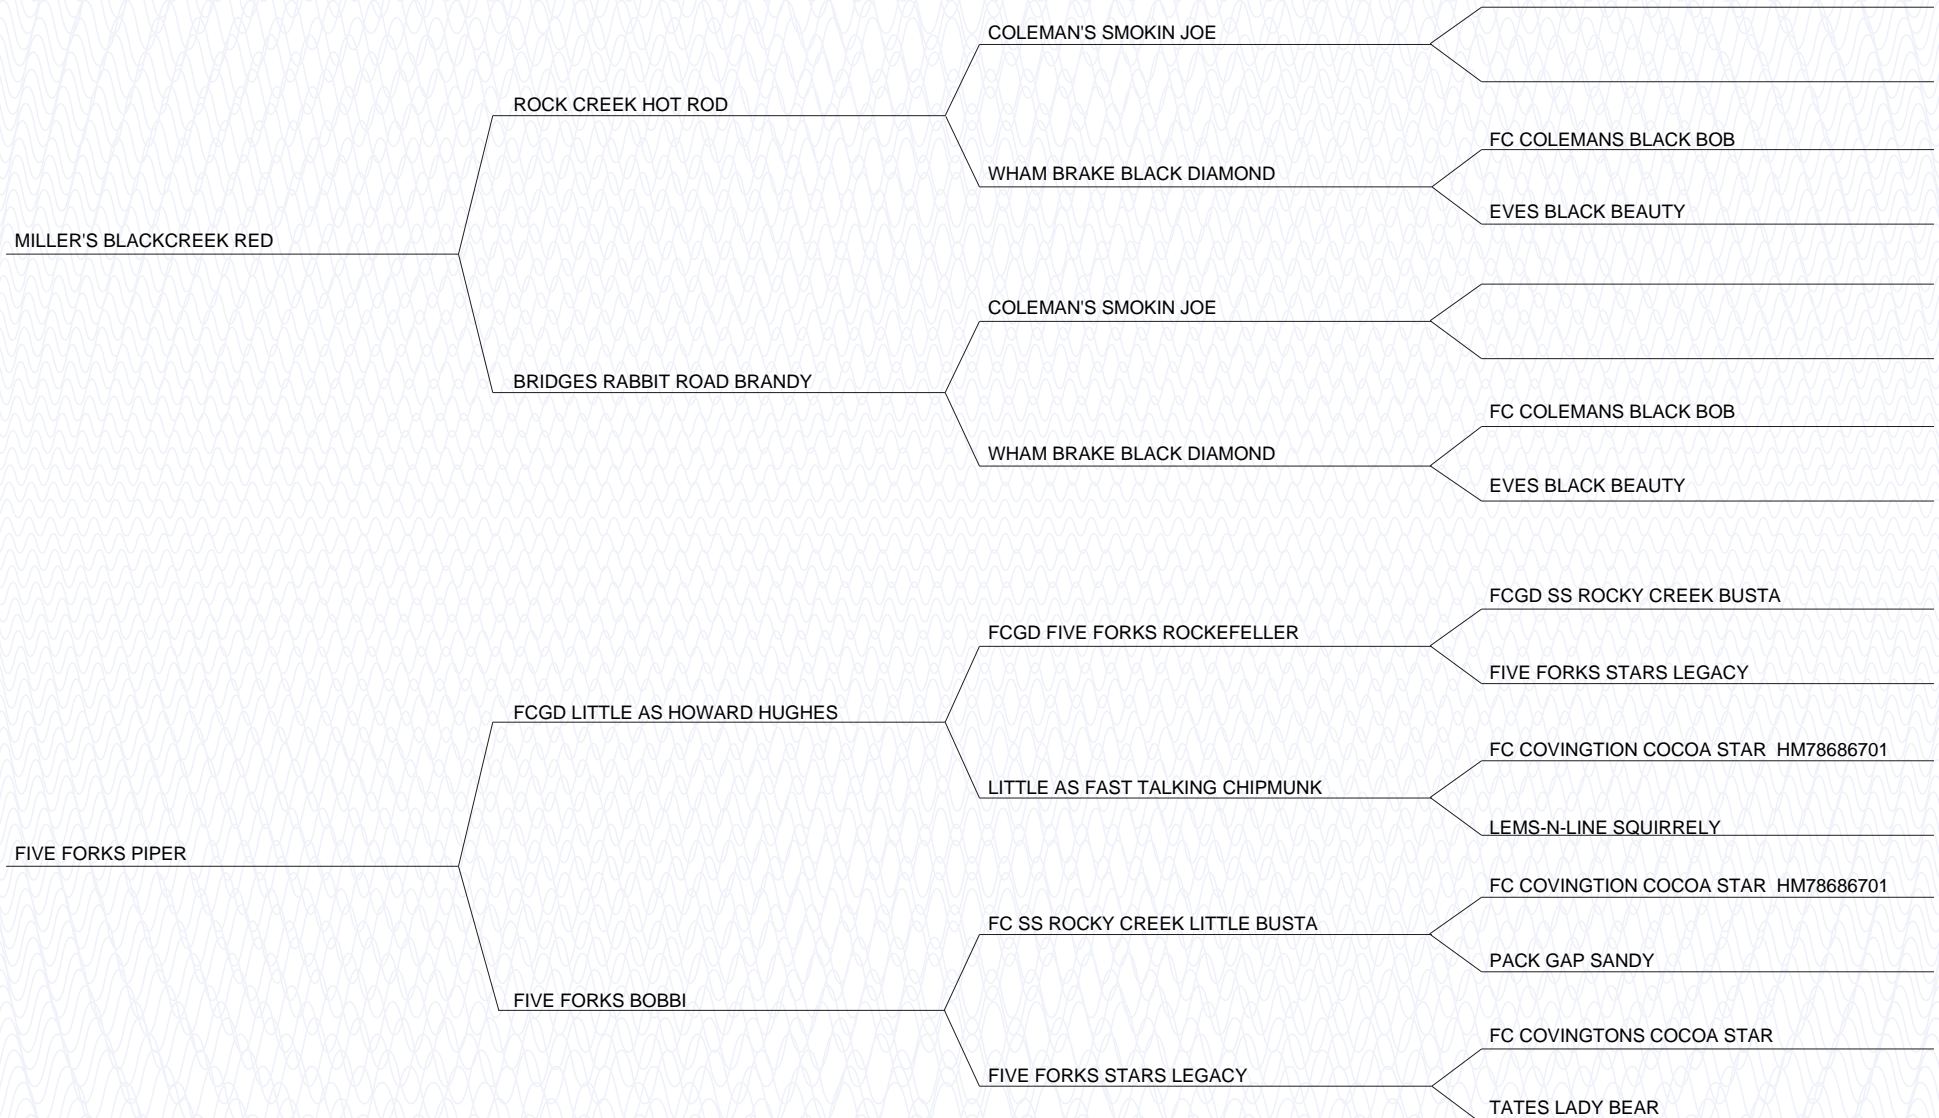 COLEMAN'S SMOKIN JOE
ROCK CREEK HOT ROD
FC COLEMANS BLACK BOB
WHAM BRAKE BLACK DIAMOND
EVES BLACK BEAUTY
MILLER'S BLACKCREEK RED
COLEMAN'S SMOKIN JOE
BRIDGES RABBIT ROAD BRANDY
FC COLEMANS BLACK BOB
WHAM BRAKE BLACK DIAMOND
EVES BLACK BEAUTY
FCGD SS ROCKY CREEK BUSTA
FCGD FIVE FORKS ROCKEFELLER
FIVE FORKS STARS LEGACY
FCGD LITTLE AS HOWARD HUGHES
FC COVINGTION COCOA STAR  HM78686701
LITTLE AS FAST TALKING CHIPMUNK
LEMS-N-LINE SQUIRRELY
FIVE FORKS PIPER
FC COVINGTION COCOA STAR  HM78686701
FC SS ROCKY CREEK LITTLE BUSTA
PACK GAP SANDY
FIVE FORKS BOBBI
FC COVINGTONS COCOA STAR
FIVE FORKS STARS LEGACY
TATES LADY BEAR